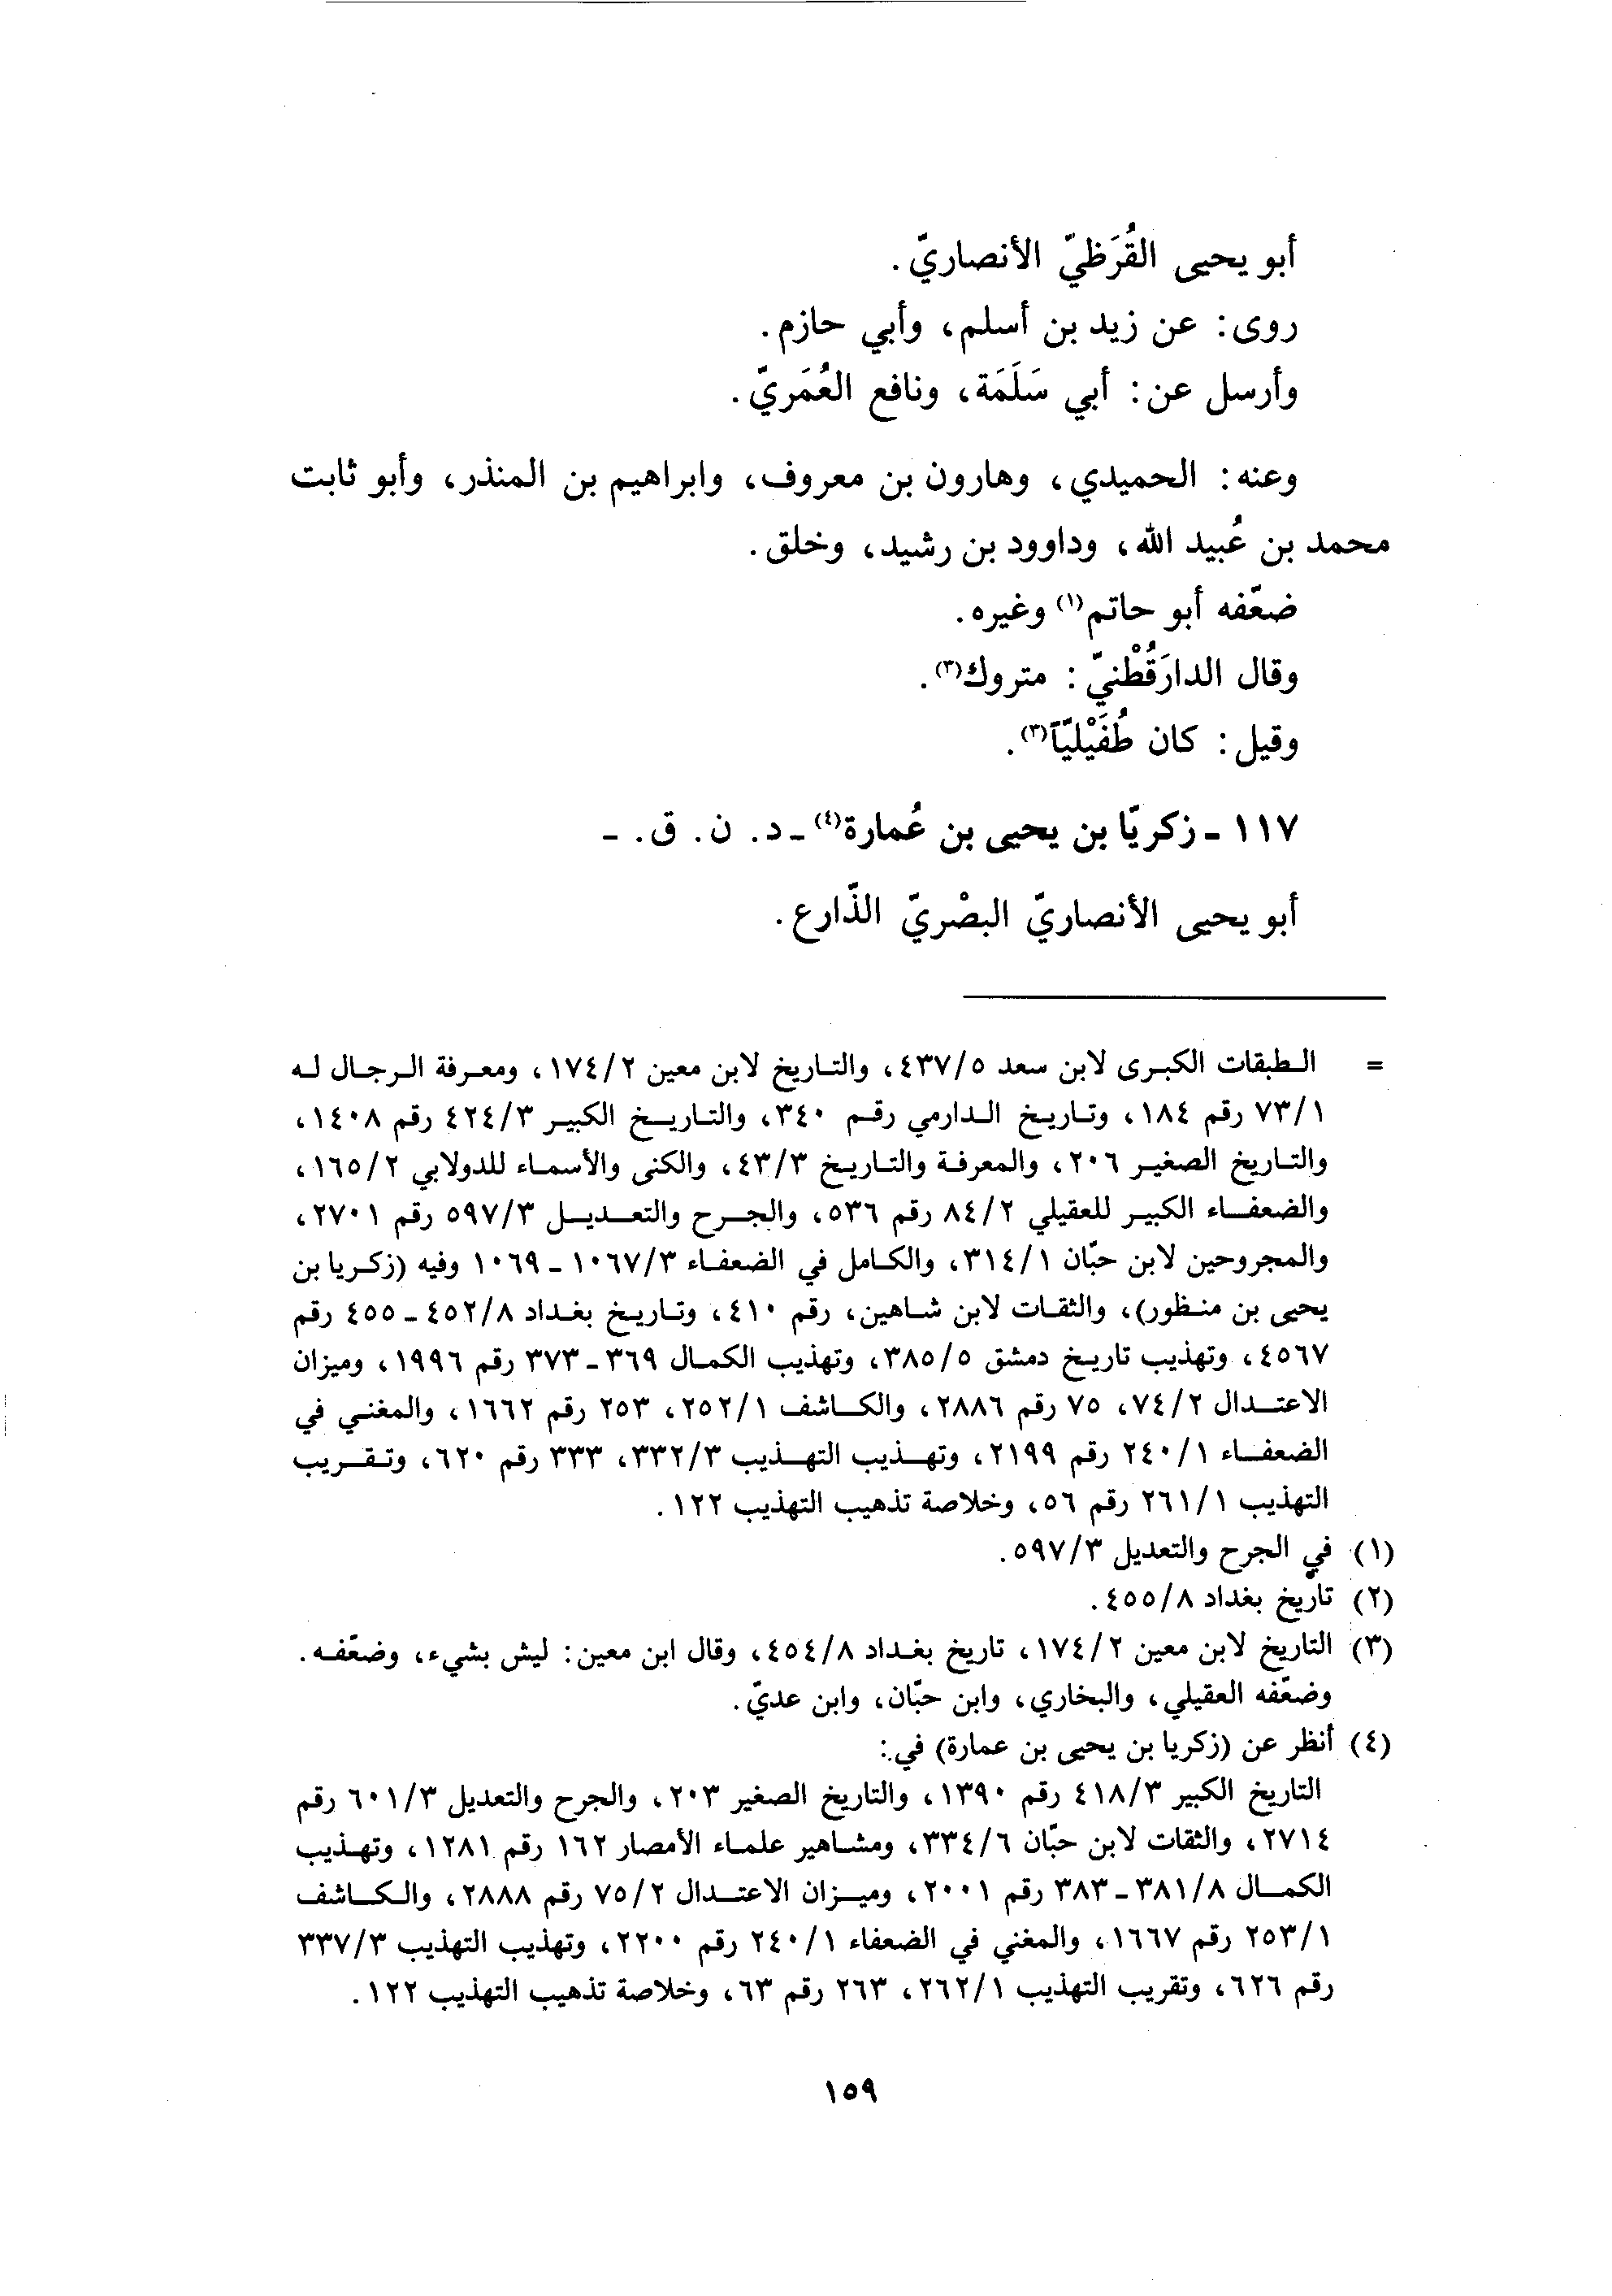 أبو يحيى القُرَظيّ الأنصاريّ.
روى: عن زيد بن أسلم، وأبي حازم.
وأرسل عن: أبي سَلَمَة، ونافع العُمَريّ.
وعنه: الحميدي، وهارون بن معروف، وابراهيم بن المنذر، وأبو ثابت
محمد بن عُبيد الله، وداوود بن رشيد، وخلق.
ضعّفه أبو حاتم(١) وغيره.
وقال الدارَقُطْنيّ: متروك(٣).
وقيل: كان طُفَيْليّاً(٣).
١١٧ ـ زكريّا بن يحيى بن عُمارة(٤) ـ د. ن. ق. ـ
أبو يحيى الأنصاريّ البصْريّ الذّارع.
= الطبقات الكبرى لابن سعد ٤٣٧/٥، والتاريخ لابن معين ١٧٤/٢، ومعرفة الرجال له
٧٣/١ رقم ١٨٤، وتاريخ الدارمي رقم ٣٤٠، والتاريخ الكبير ٤٢٤/٣ رقم ١٤٠٨،
والتاريخ الصغير ٢٠٦، والمعرفة والتاريخ ٤٣/٣، والكنى والأسماء للدولابي ١٦٥/٢،
والضعفاء الكبير للعقيلي ٨٤/٢ رقم ٥٣٦، والجرح والتعديل ٥٩٧/٣ رقم ٢٧٠١،
والمجروحين لابن حبّان ٣١٤/١، والكامل في الضعفاء ١٠٦٧/٣ ـ ١٠٦٩ وفيه (زكريا بن
يحيى بن منظور)، والثقات لابن شاهين، رقم ٤١٠، وتاريخ بغداد ٤٥٢/٨ ـ ٤٥٥ رقم
٤٥٦٧، وتهذيب تاريخ دمشق ٣٨٥/٥، وتهذيب الكمال ٣٦٩ ـ ٣٧٣ رقم ١٩٩٦، وميزان
الاعتدال ٧٤/٢، ٧٥ رقم ٢٨٨٦، والكاشف ٢٥٢/١، ٢٥٣ رقم ١٦٦٢، والمغني في
الضعفاء ٢٤٠/١ رقم ٢١٩٩، وتهذيب التهذيب ٣٣٢/٣، ٣٣٣ رقم ٦٢٠، وتقريب
التهذيب ٢٦١/١ رقم ٥٦، وخلاصة تذهيب التهذيب ١٢٢.
(١) في الجرح والتعديل ٥٩٧/٣.
(٢) تاريخ بغداد ٤٥٥/٨.
(٣) التاريخ لابن معين ١٧٤/٢، تاريخ بغداد ٤٥٤/٨، وقال ابن معين: ليش بشيء، وضعّفه.
وضعّفه العقيلي، والبخاري، وابن حبّان، وابن عديّ.
(٤) أنظر عن (زكريا بن يحيى بن عمارة) في:
التاريخ الكبير ٤١٨/٣ رقم ١٣٩٠، والتاريخ الصغير ٢٠٣، والجرح والتعديل ٦٠١/٣ رقم
٢٧١٤، والثقات لابن حبّان ٣٣٤/٦، ومشاهير علماء الأمصار ١٦٢ رقم ١٢٨١، وتهذيب
الكمال ٣٨١/٨ ـ ٣٨٣ رقم ٢٠٠١، وميزان الاعتدال ٧٥/٢ رقم ٢٨٨٨، والكاشف
٢٥٣/١ رقم ١٦٦٧، والمغني في الضعفاء ٢٤٠/١ رقم ٢٢٠٠، وتهذيب التهذيب ٣٣٧/٣
رقم ٦٢٦، وتقريب التهذيب ٢٦٢/١، ٢٦٣ رقم ٦٣، وخلاصة تذهيب التهذيب ١٢٢.
١٥٩